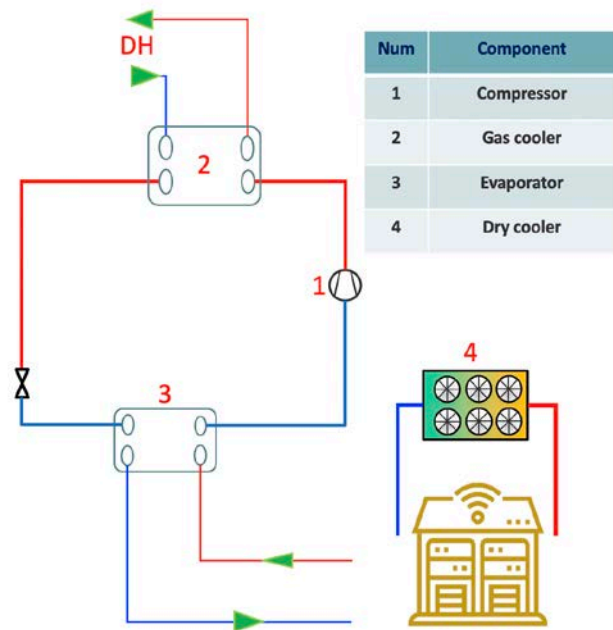 DH
Num Component
1 Compressor
2 Gas cooler
3 Evaporator
4 Dry cooler
2
1
3
4